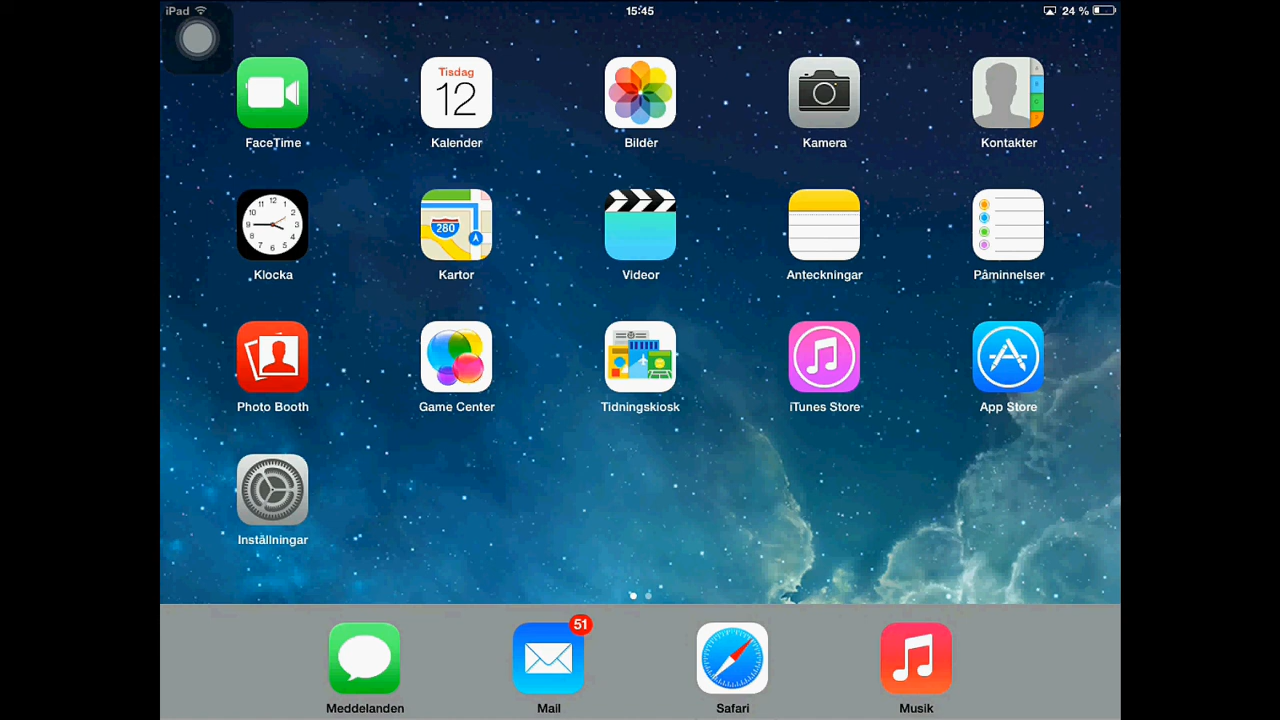 iPad 15:45 24 %
Tisdag
12
FaceTime Kalender Bilder Kamera Kontakter
280
Klocka Kartor Videor Anteckningar Påminnelser
Photo Booth Game Center Tidningskiosk iTunes Store App Store
Inställningar
51
Meddelanden Mail Safari Musik